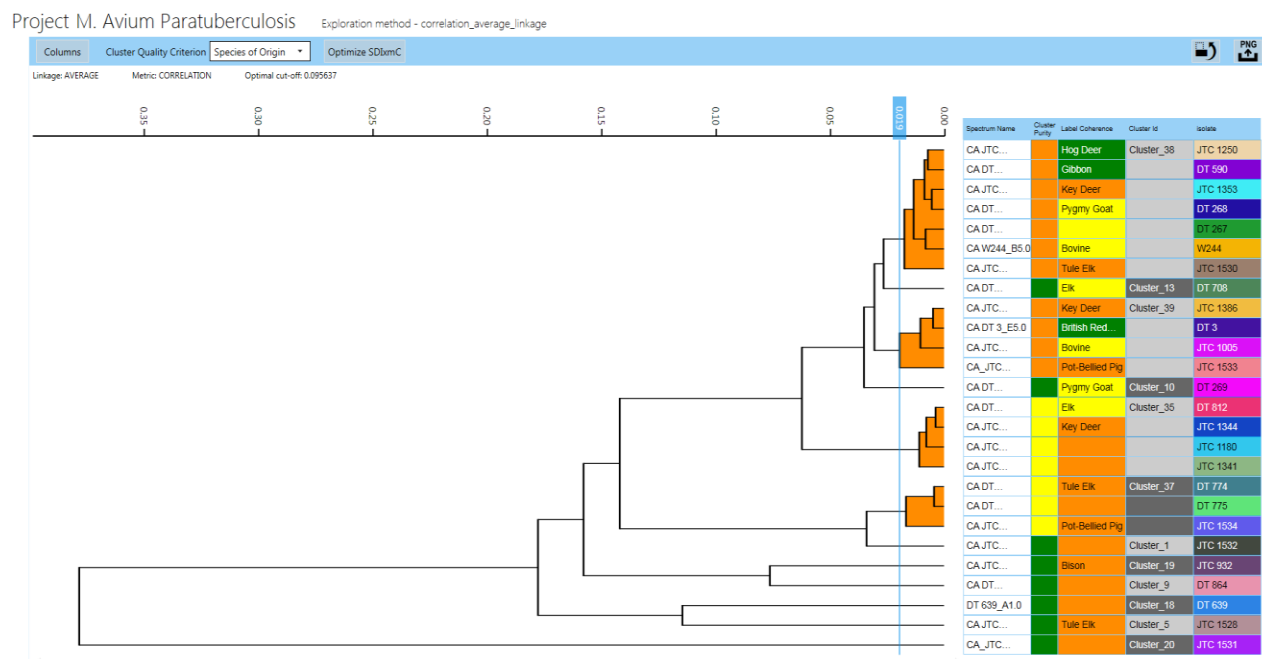 Project M. Avium Paratuberculosis Exploration method - correlation_average_linkage
Columns Cluster Quality Criterion Species of Origin Optimize SDIxmC PNG
Linkage: AVERAGE Metric: CORRELATION Optimal cut-off: 0.095637
0.35 0.30 0.25 0.20 0.15 0.10 0.05 0.019 0.00
Spectrum Name Cluster Purity Label Coherence Cluster Id isolate
CA JTC... Hog Deer Cluster_38 JTC 1250
CA DT... Gibbon DT 590
CA JTC... Key Deer JTC 1353
CA DT... Pygmy Goat DT 268
CA DT... DT 267
CA W244_B5.0 Bovine W244
CA JTC... Tule Elk JTC 1530
CA DT... Elk Cluster_13 DT 708
CA JTC... Key Deer Cluster_39 JTC 1386
CA DT 3_E5.0 British Red... DT 3
CA JTC... Bovine JTC 1005
CA_JTC... Pot-Bellied Pig JTC 1533
CA DT... Pygmy Goat Cluster_10 DT 269
CA DT... Elk Cluster_35 DT 812
CA JTC... Key Deer JTC 1344
CA JTC... JTC 1180
CA JTC... JTC 1341
CA DT... Tule Elk Cluster_37 DT 774
CA DT... DT 775
CA JTC... Pot-Bellied Pig JTC 1534
CA JTC... Cluster_1 JTC 1532
CA JTC... Bison Cluster_19 JTC 932
CA DT... Cluster_9 DT 864
DT 639_A1.0 Cluster_18 DT 639
CA JTC... Tule Elk Cluster_5 JTC 1528
CA_JTC... Cluster_20 JTC 1531